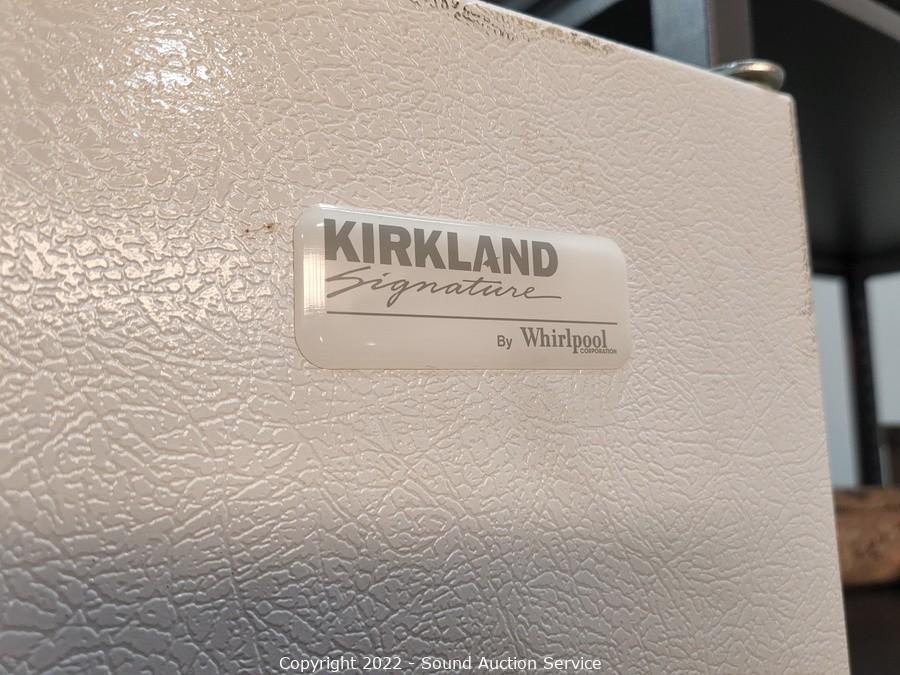 KIRKLAND
Signature
By Whirlpool
CORPORATION
Copyright 2022 - Sound Auction Service